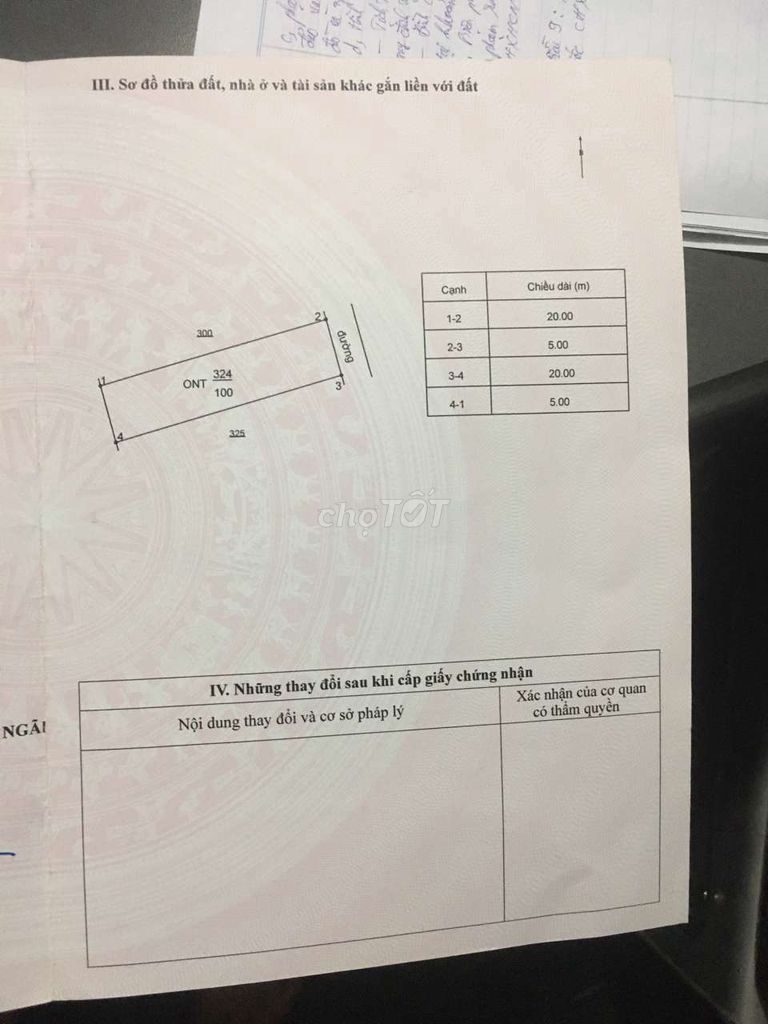 III. Sơ đồ thửa đất, nhà ở và tài sản khác gắn liền với đất
B
300
2
đường
1
ONT 324
100
3
4
325
Cạnh Chiều dài (m)
1-2 20.00
2-3 5.00
3-4 20.00
4-1 5.00
chợTỐT
IV. Những thay đổi sau khi cấp giấy chứng nhận
Nội dung thay đổi và cơ sở pháp lý
Xác nhận của cơ quan
có thẩm quyền
NGÃI